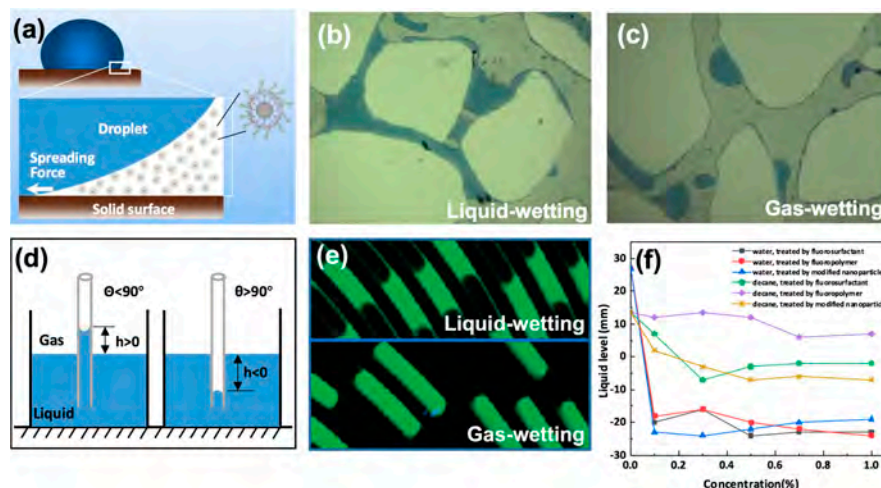 (a)
Droplet
Spreading
Force
Solid surface
(b)
Liquid-wetting
(c)
Gas-wetting
(d)
Θ<90°
θ>90°
Gas
h>0
h<0
Liquid
(e)
Liquid-wetting
Gas-wetting
(f)
water, treated by fluorosurfactant
water, treated by fluoropolymer
water, treated by modified nanoparticle
decane, treated by fluorosurfactant
decane, treated by fluoropolymer
decane, treated by modified nanoparticle
Liquid level (mm)
30
20
10
0
-10
-20
-30
0.0 0.2 0.4 0.6 0.8 1.0
Concentration(%)